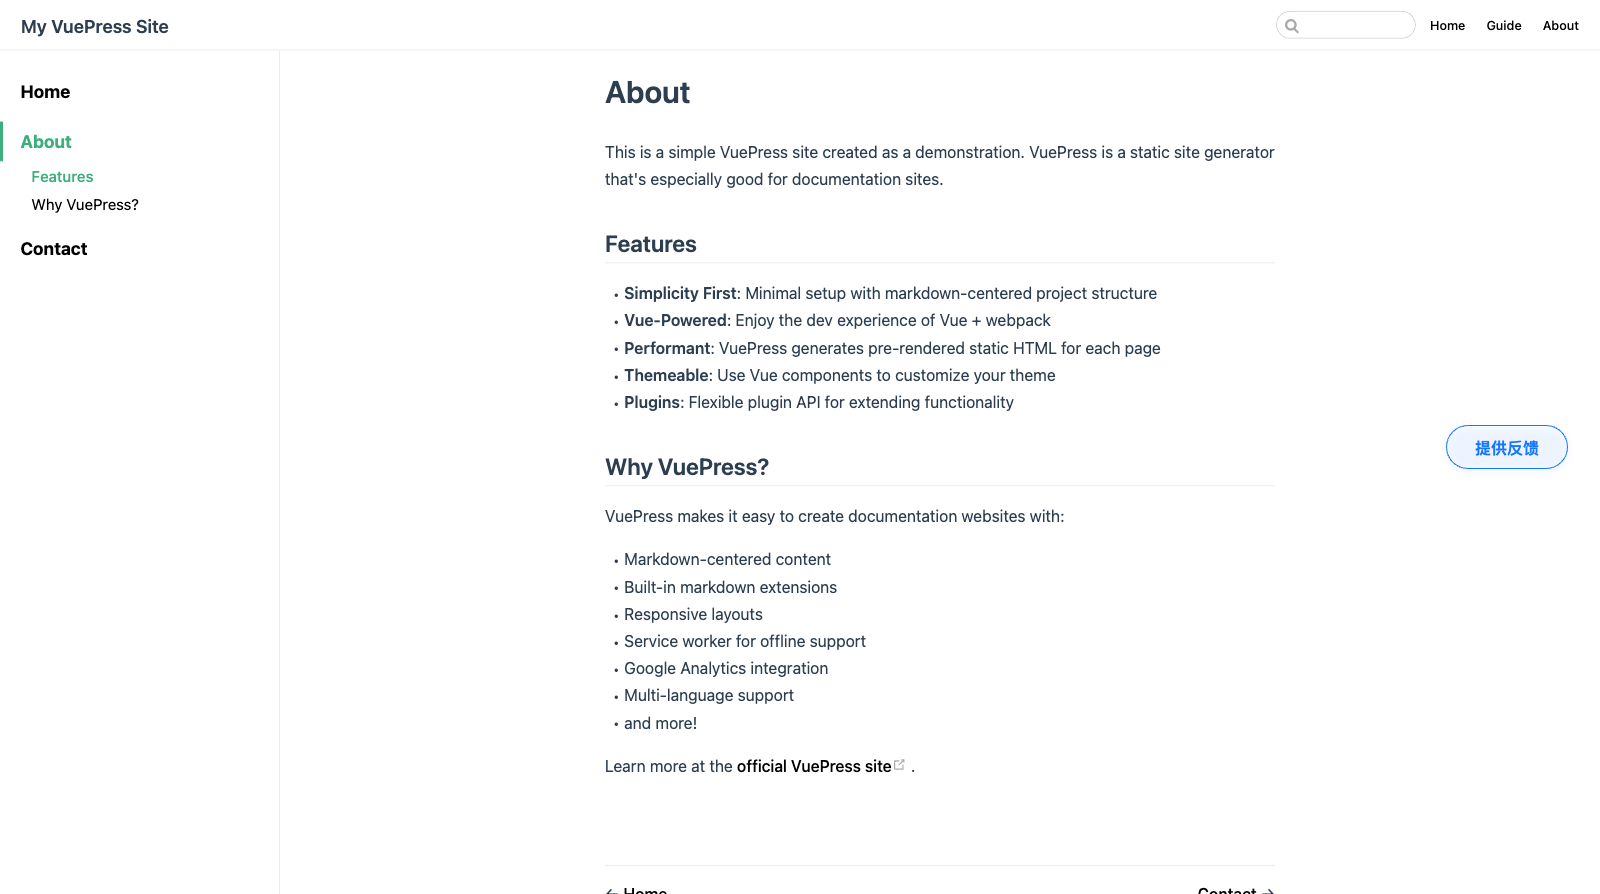 My VuePress Site
Home
Guide
About
Home
About
Features
Why VuePress?
Contact
About
This is a simple VuePress site created as a demonstration. VuePress is a static site generator
that's especially good for documentation sites.
Features
• Simplicity First: Minimal setup with markdown-centered project structure
• Vue-Powered: Enjoy the dev experience of Vue + webpack
• Performant: VuePress generates pre-rendered static HTML for each page
• Themeable: Use Vue components to customize your theme
• Plugins: Flexible plugin API for extending functionality
提供反馈
Why VuePress?
VuePress makes it easy to create documentation websites with:
• Markdown-centered content
• Built-in markdown extensions
• Responsive layouts
• Service worker for offline support
• Google Analytics integration
• Multi-language support
• and more!
Learn more at the official VuePress site .
← Home
Contact →